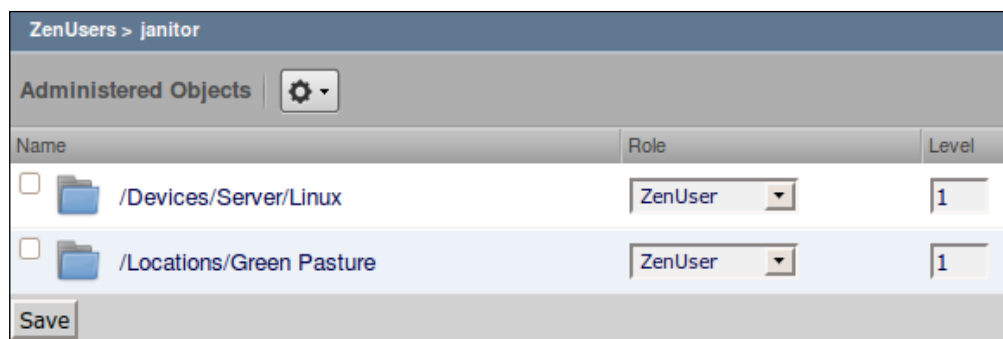 ZenUsers > janitor
Administered Objects
Name Role Level
/Devices/Server/Linux ZenUser 1
/Locations/Green Pasture ZenUser 1
Save